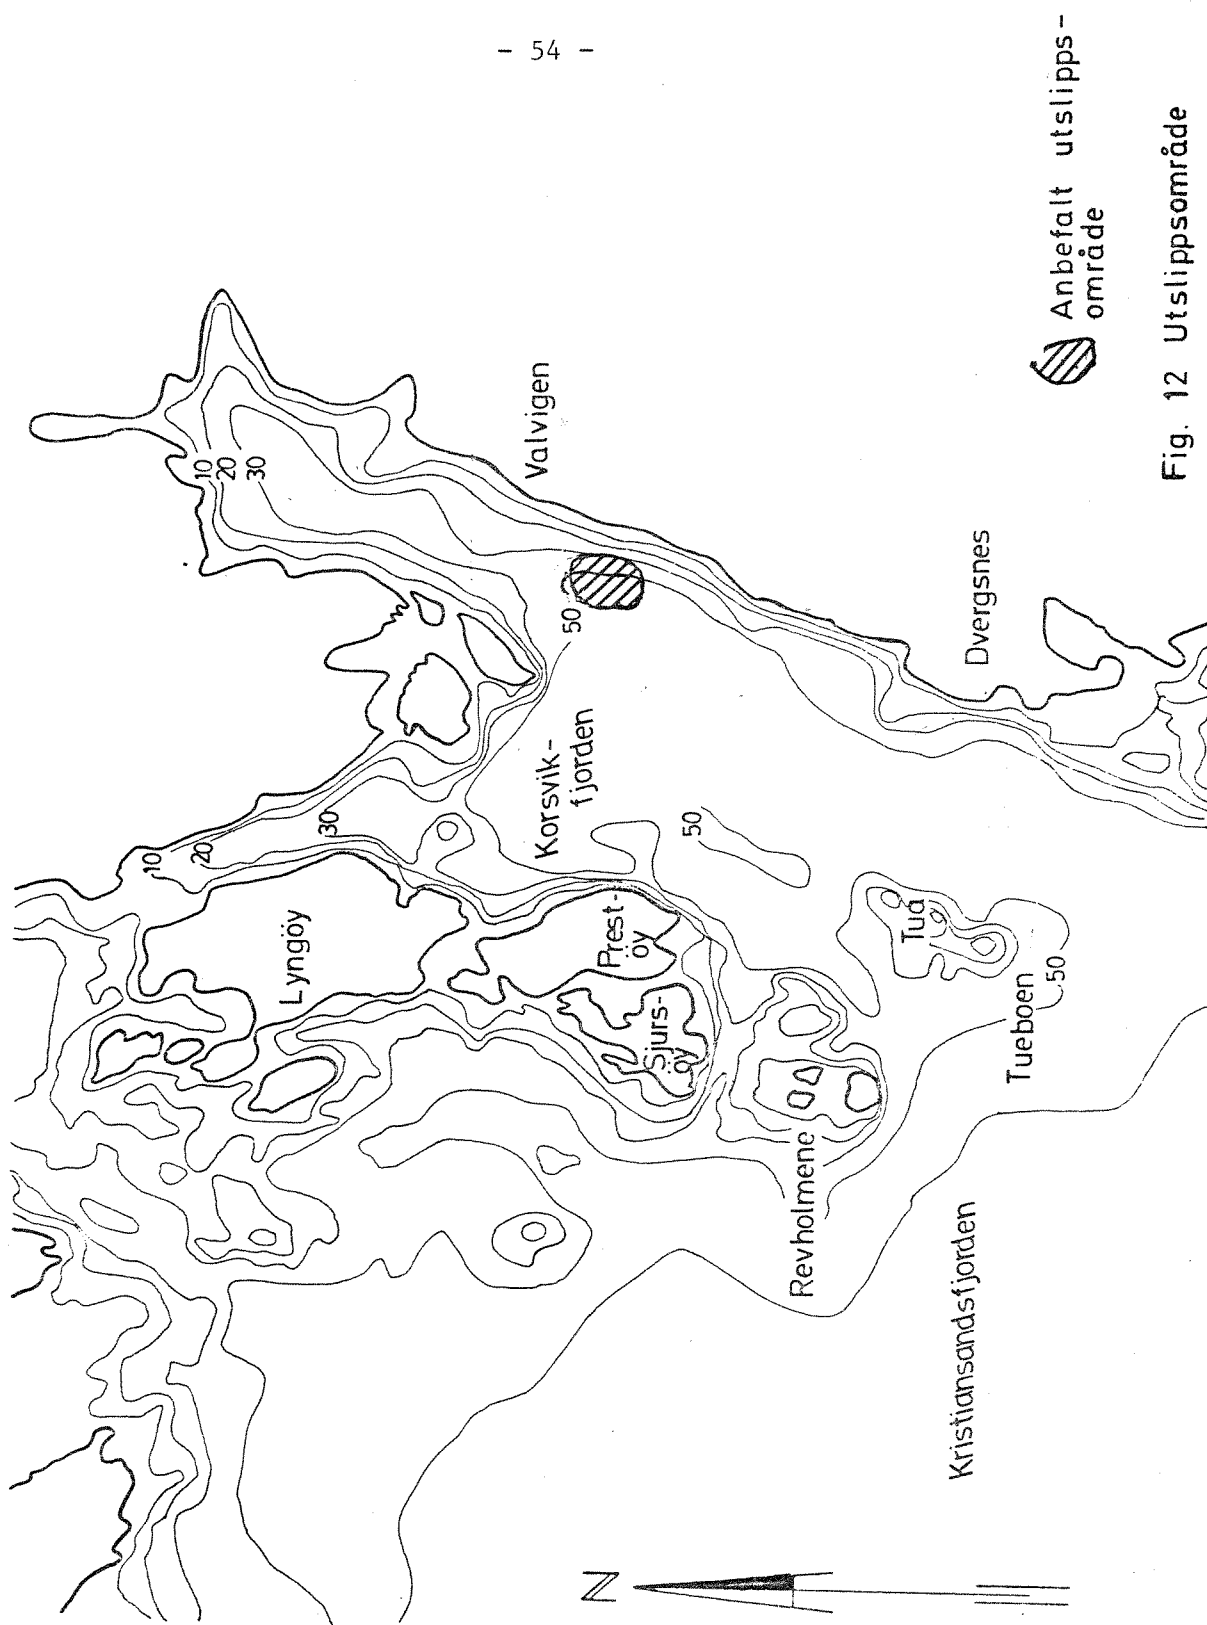 - 54 -
10
20
30
Valvigen
50
Dvergsnes
Korsvik-
fjorden
10
20
30
50
Lyngöy
Prest-
öy
Sjurs-
öy
Tua
Tueboen
50
Revholmene
Kristiansandsfjorden
N
Anbefalt utslipps-
område
Fig. 12 Utslippsområde